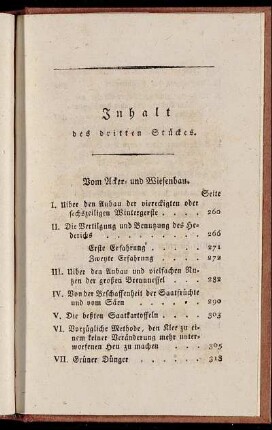 Inhalt
des dritten Stückes.
Vom Acker- und Wiesenbau.
Seite
I. Uiber den Anbau der viereckigten oder
sechszeiligen Wintergerste . . . . 260
II. Die Vertilgung und Benutzung des He-
derichs . . . . . . . . 266
Erste Erfahrung . . . . . 271
Zweyte Erfahrung . . . . 272
III. Uiber den Anbau und vielfachen Nu-
tzen der großen Brennnessel . . . 282
IV. Von der Beschaffenheit der Saatfrüchte
und vom Säen . . . . . . 290
V. Die besten Saatkartoffeln . . . . 303
VI. Vorzügliche Methode, den Klee zu ei-
nem keiner Veränderung mehr unter-
worfenen Heu zu machen . . . . 305
VII. Grüner Dünger . . . . . . 313